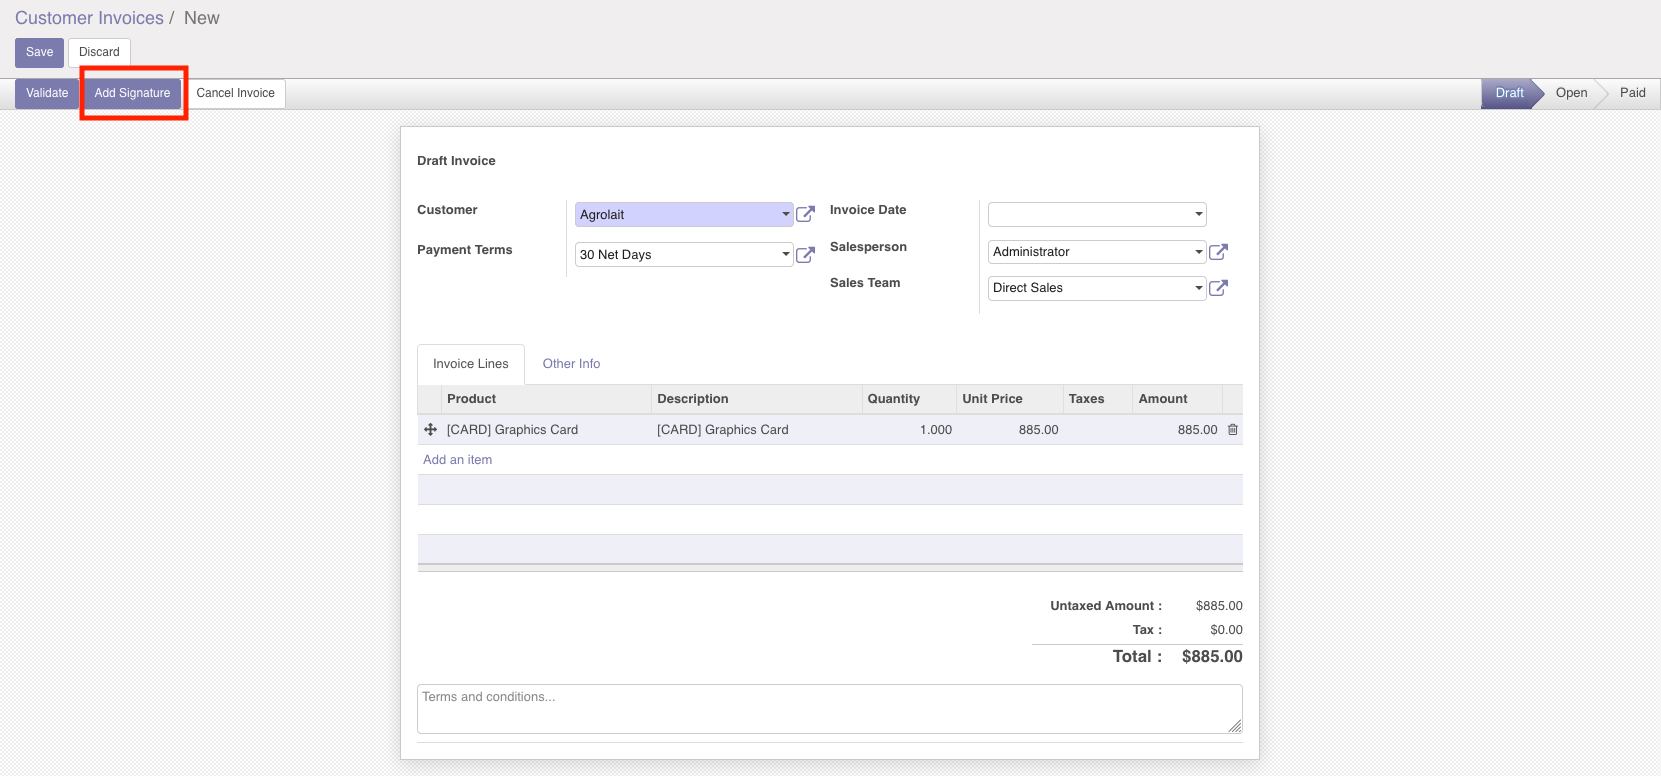 Customer Invoices / New
Save Discard
Validate Add Signature Cancel Invoice Draft Open Paid
Draft Invoice
Customer Agrolait Invoice Date
Payment Terms 30 Net Days Salesperson Administrator
Sales Team Direct Sales
Invoice Lines Other Info
Product Description Quantity Unit Price Taxes Amount
[CARD] Graphics Card [CARD] Graphics Card 1.000 885.00 885.00
Add an item
Untaxed Amount : $885.00
Tax : $0.00
Total : $885.00
Terms and conditions...